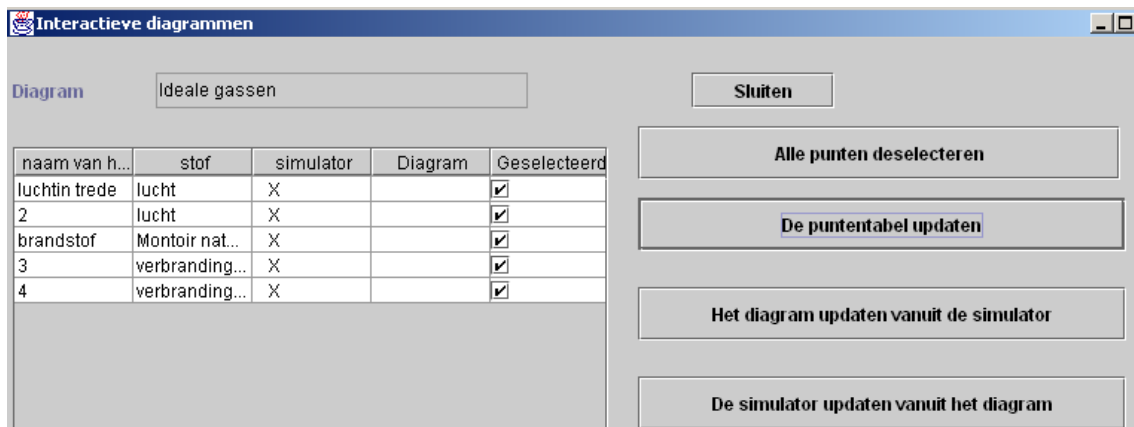 Interactieve diagrammen
Diagram Ideale gassen Sluiten
Alle punten deselecteren
naam van h... stof simulator Diagram Geselecteerd
luchtin trede lucht X
2 lucht X
De puntentabel updaten
brandstof Montoir nat... X
3 verbranding... X
4 verbranding... X
Het diagram updaten vanuit de simulator
De simulator updaten vanuit het diagram